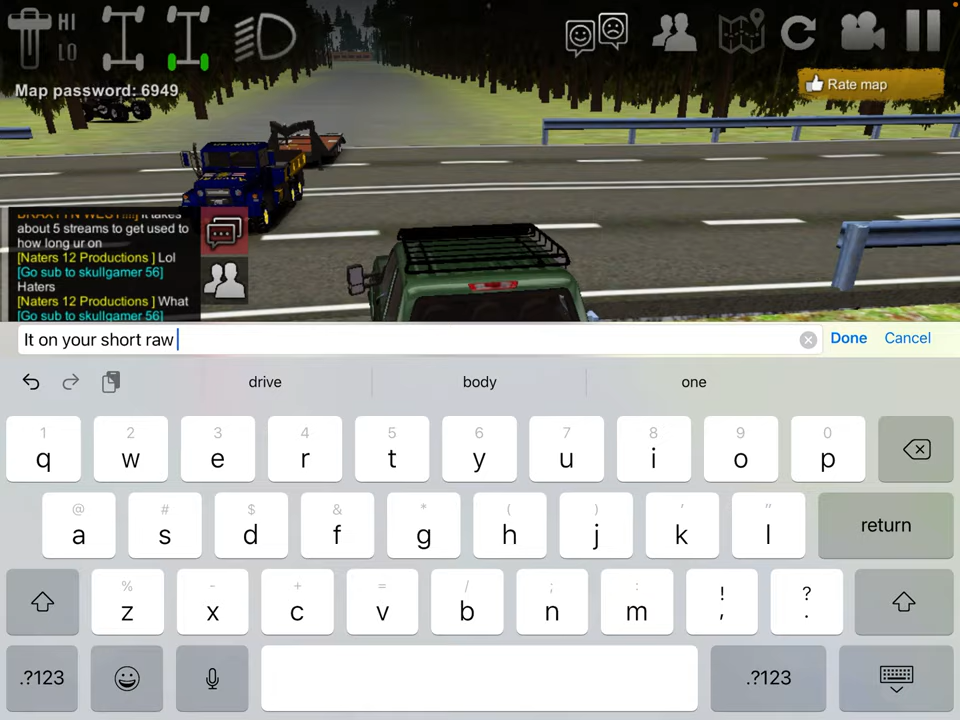 HI
LO
Map password: 6949
Rate map
BRAXTYN WEST!!!!] It takes
about 5 streams to get used to
how long ur on
[Naters 12 Productions ] Lol
[Go sub to skullgamer 56]
Haters
[Naters 12 Productions ] What
[Go sub to skullgamer 56]
It on your short raw
Done Cancel
drive body one
1 2 3 4 5 6 7 8 9 0
q w e r t y u i o p
@ # $ & * ( ) ' "
a s d f g h j k l return
% - + = / ; : ! ?
z x c v b n m , .
.?123 .?123